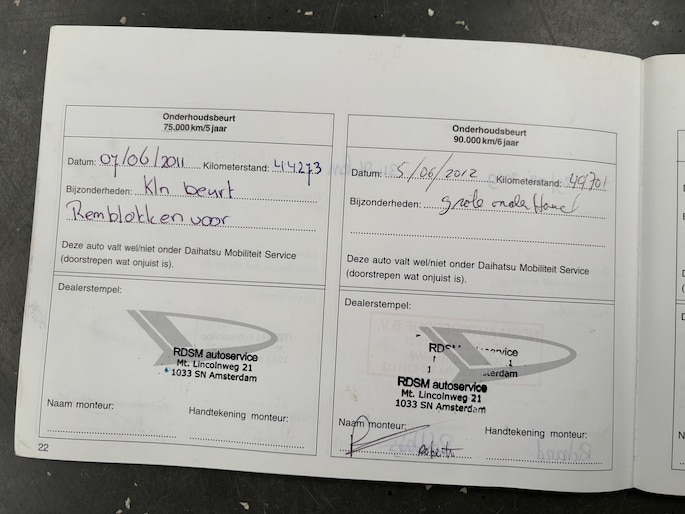 Onderhoudsbeurt
75.000 km/5 jaar
Datum: 07/06/2011 Kilometerstand: 44273
Bijzonderheden: Kln beurt
Remblokken voor
Deze auto valt wel/niet onder Daihatsu Mobiliteit Service
(doorstrepen wat onjuist is).
Dealerstempel:
RDSM autoservice
Mt. Lincolnweg 21
1033 SN Amsterdam
Naam monteur:
Handtekening monteur:
22
Onderhoudsbeurt
90.000 km/6 jaar
Datum: 5/06/2012 Kilometerstand: 49.701
Bijzonderheden: grote onderHoud
Deze auto valt wel/niet onder Daihatsu Mobiliteit Service
(doorstrepen wat onjuist is).
Dealerstempel:
RDSM autoservice
Mt. Lincolnweg 21
1033 SN Amsterdam
Naam monteur:
Handtekening monteur: